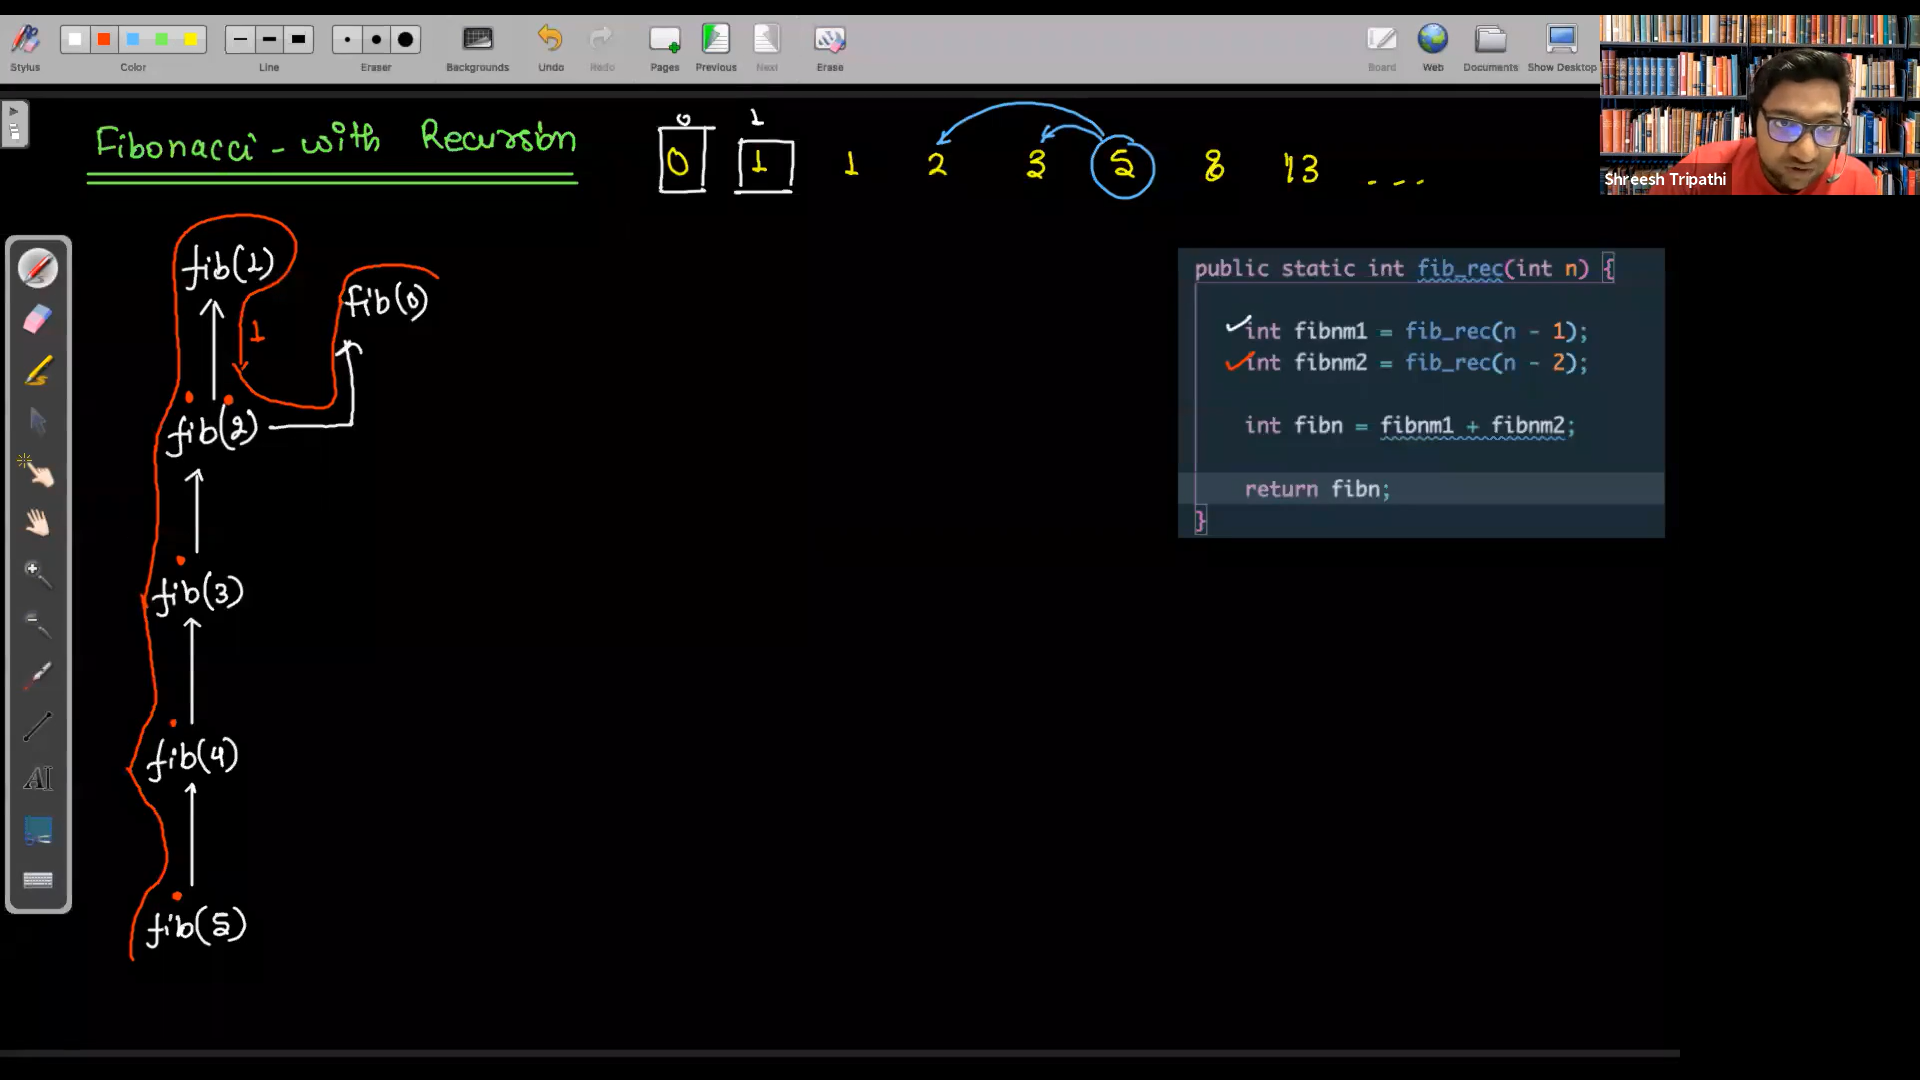 Stylus Color Line Eraser Backgrounds Undo Redo Pages Previous Next Erase Board Web Documents Show Desktop
Shreesh Tripathi
Fibonacci - with Recursion
0 1
0 1 1 2 3 5 8 13 ...
fib(1)
1
fib(0)
fib(2)
fib(3)
fib(4)
fib(5)
public static int fib_rec(int n) {
int fibnm1 = fib_rec(n - 1);
int fibnm2 = fib_rec(n - 2);
int fibn = fibnm1 + fibnm2;
return fibn;
}
AI